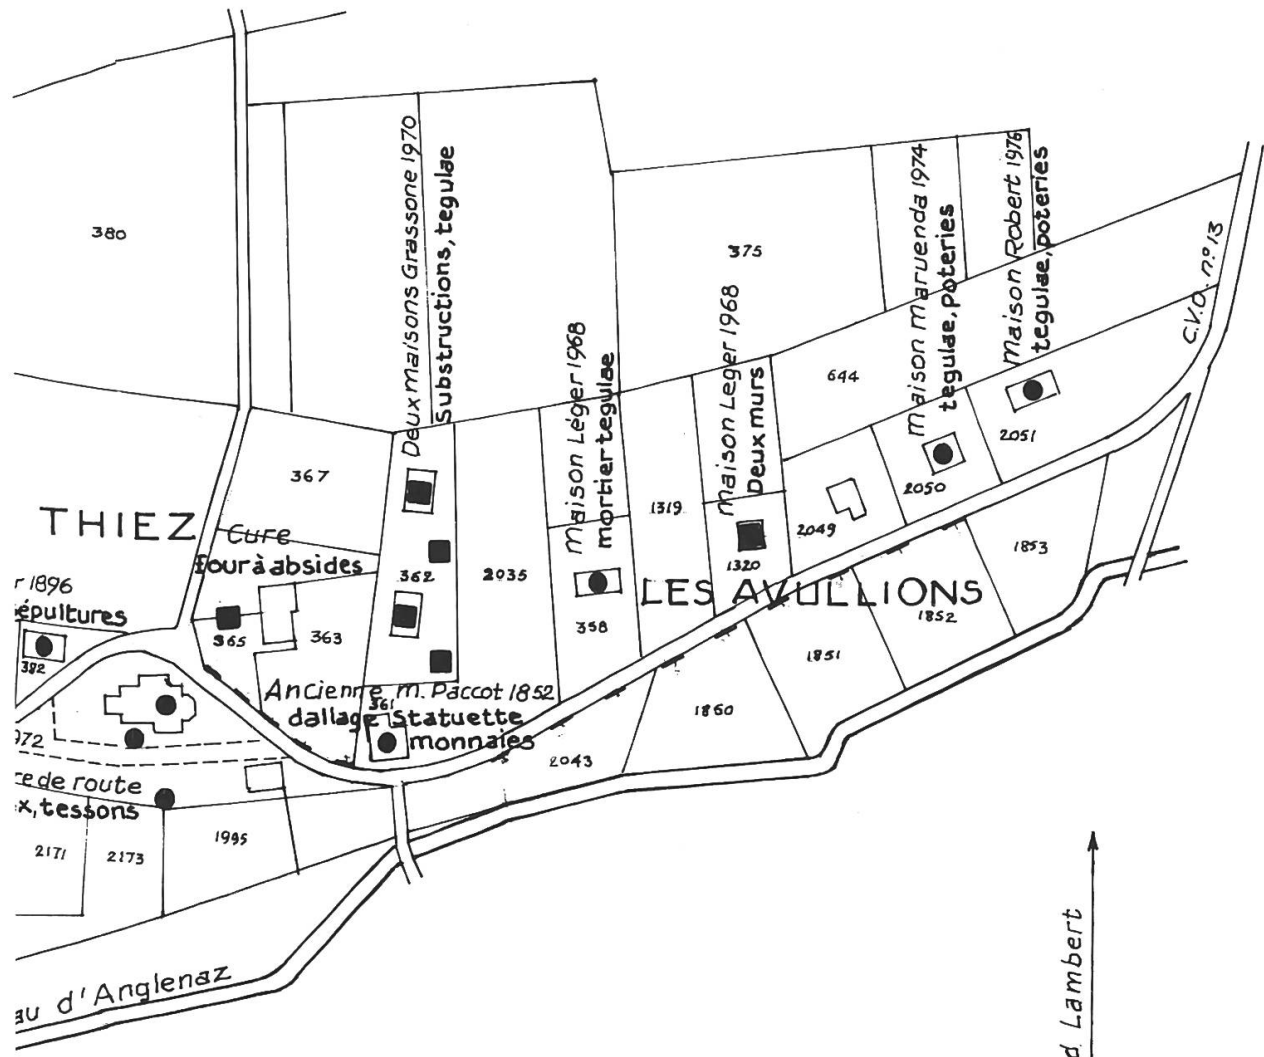 380
Deux maisons Grassone 1970
Substructions, tegulae
375
Maison maruenda 1974
tegulae, poteries
Maison Robert 1976
tegulae, poteries
C.V.O. nº 13
Maison Léger 1968
mortier tegulae
Maison Leger 1968
Deux murs
644
2051
2050
2049
367
THIEZ
Cure
Four à absides
362
2035
1319
1320
LES AVULLIONS
1853
1852
1851
r 1896
épultures
382
365
363
358
Ancienne m. Paccot 1852
361
dallage Statuette
monnaies
1860
2043
972
re de route
x, tessons
2171
2173
1995
au d'Anglenaz
d Lambert